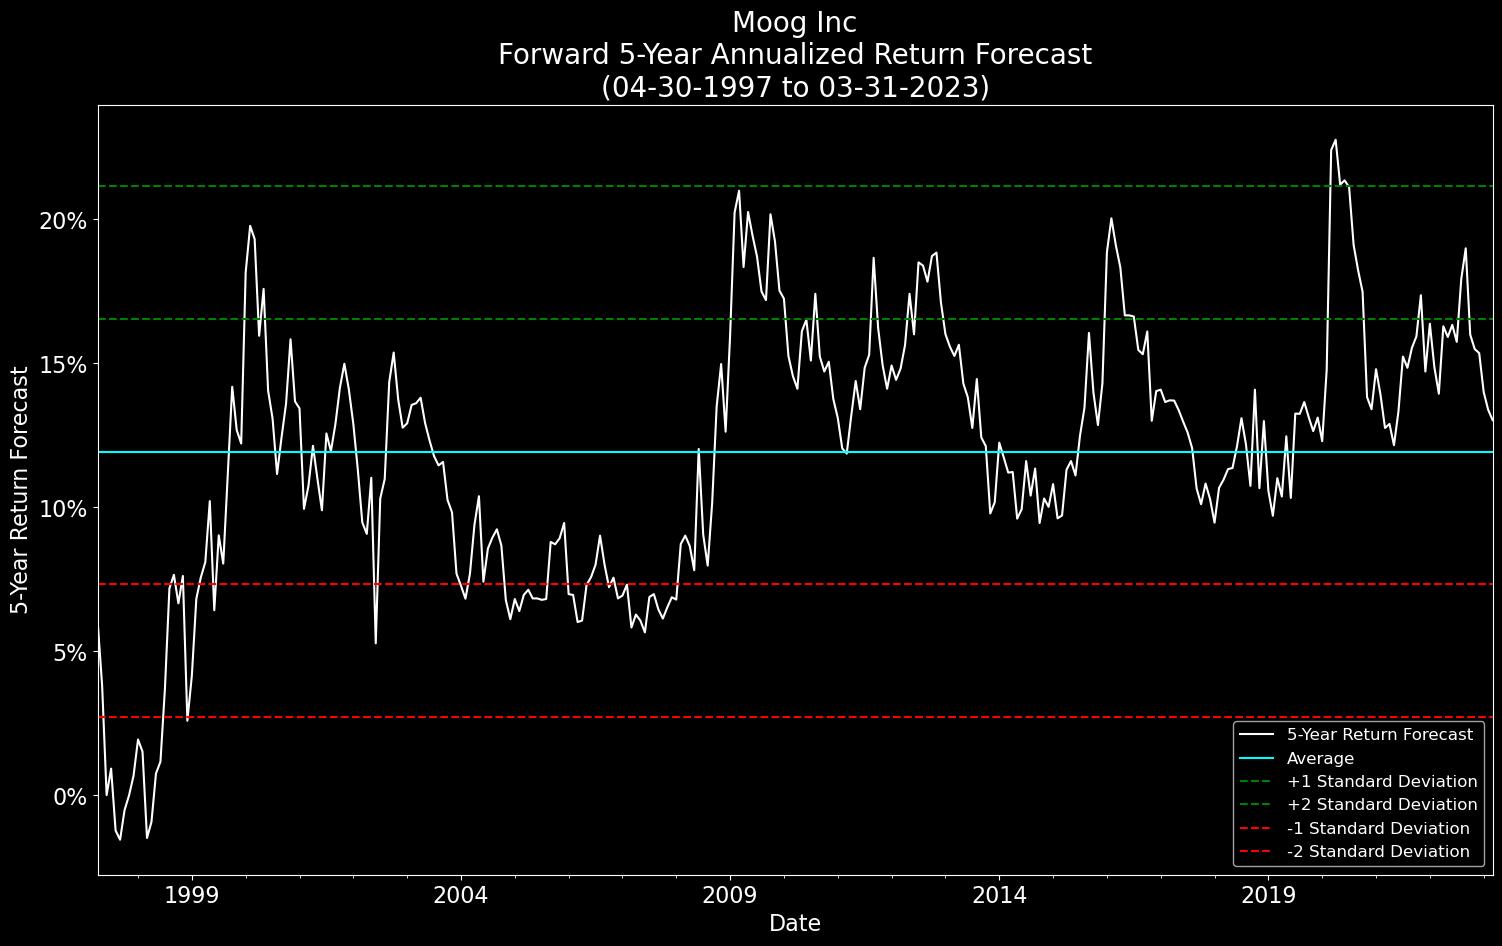 Moog Inc
Forward 5-Year Annualized Return Forecast
(04-30-1997 to 03-31-2023)
5-Year Return Forecast
20%
15%
10%
5%
0%
1999
2004
2009
2014
2019
Date
5-Year Return Forecast
Average
+1 Standard Deviation
+2 Standard Deviation
-1 Standard Deviation
-2 Standard Deviation